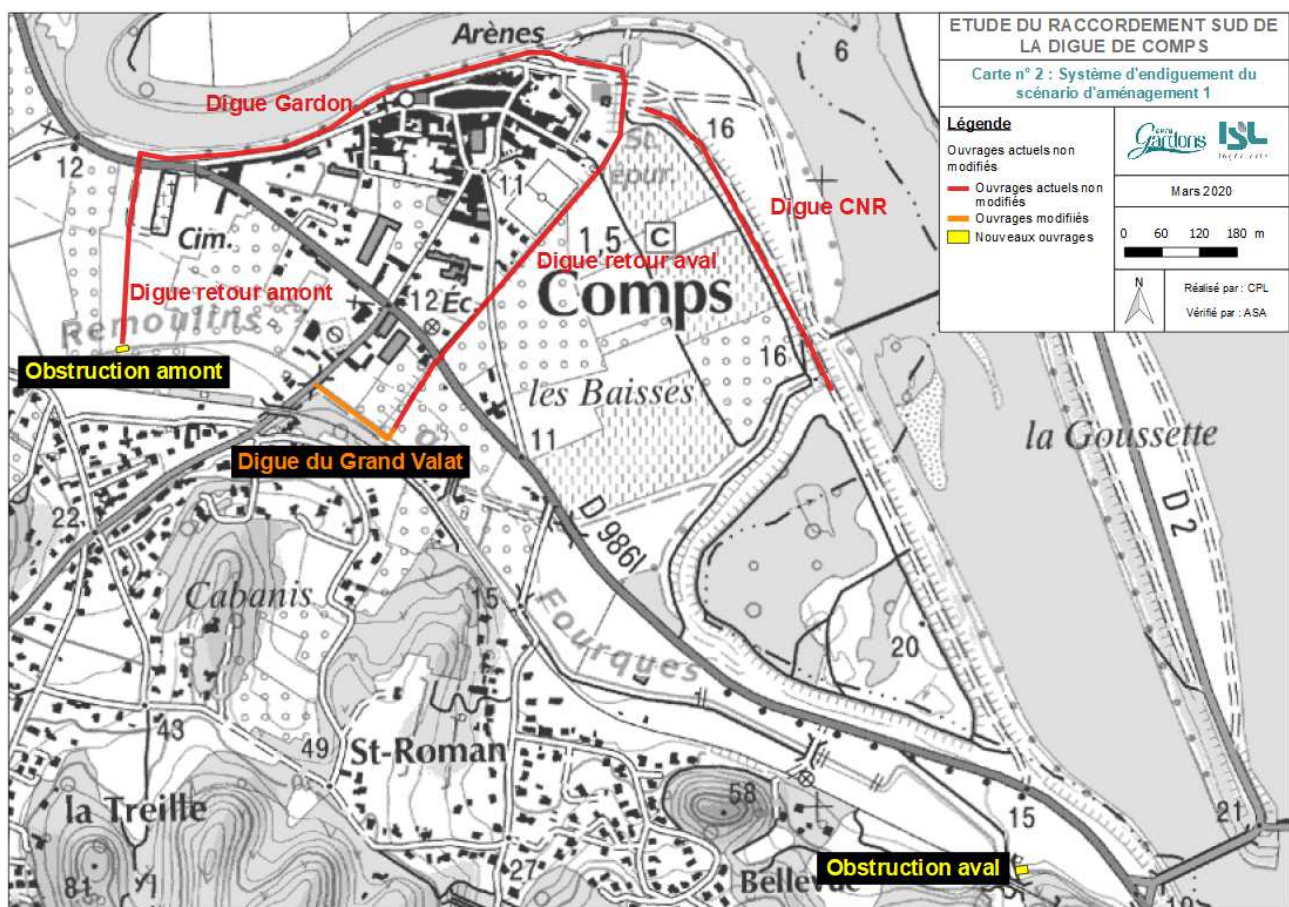 ETUDE DU RACCORDEMENT SUD DE
LA DIGUE DE COMPS
Carte n° 2 : Système d'endiguement du
scénario d'aménagement 1
Légende
Ouvrages actuels non
modifiés
Ouvrages actuels non
modifiés
Ouvrages modifiiés
Nouveaux ouvrages
Gardons
ISL
Mars 2020
0 60 120 180 m
N
Réalisé par : CPL
Vérifié par : ASA
Arènes
6
Digue Gardon
16
12
11
Digue CNR
Cim.
1,5
C
Digue retour aval
Digue retour amont
12
Éc.
Comps
Remoulins
Obstruction amont
16
les Baisses
la Goussette
Digue du Grand Valat
11
D 2
22
D 986l
Cabanis
15
Fourques
20
43
49
St-Roman
la Treille
58
15
21
27
Obstruction aval
81
Bellevue